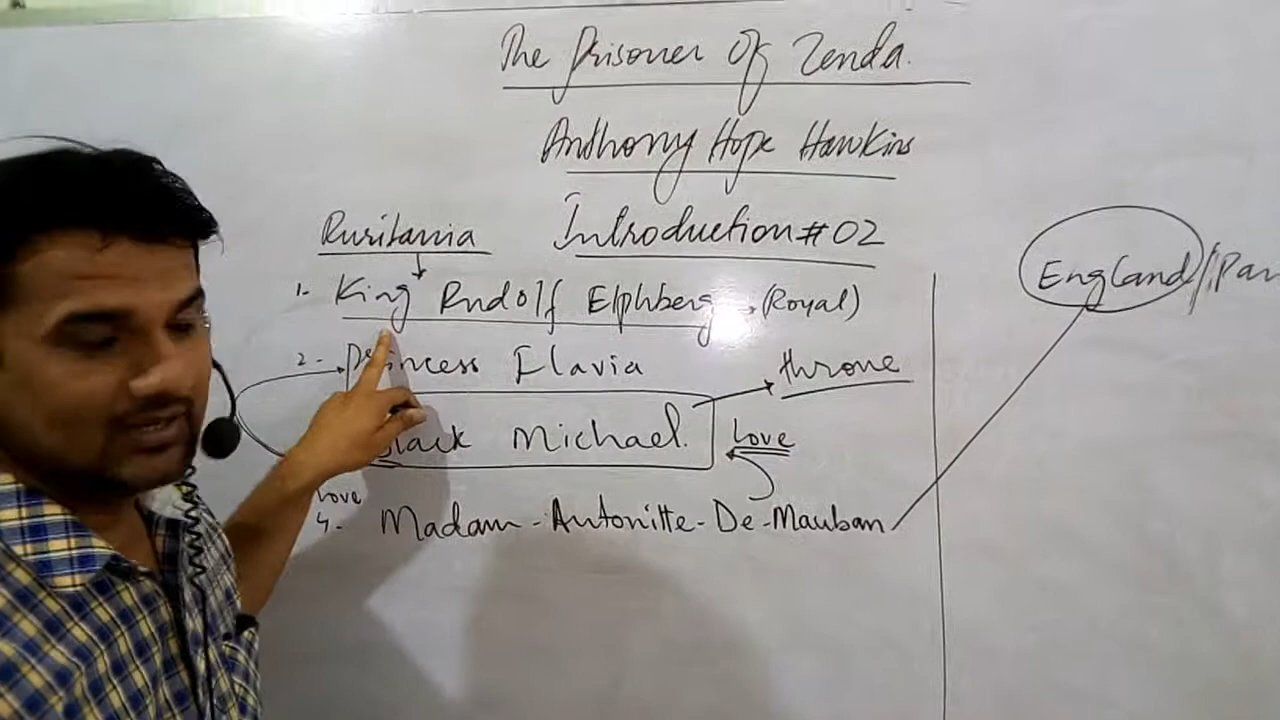 The Prisoner Of Zenda.
Anthony Hope Hawkins
Introduction #02
Ruritania
1- King Rudolf Elphberg (Royal)
2- Princess Flavia
throne
Black Michael.
Love
Love
4- Madam-Antonitte-De-Mauban
England/Par